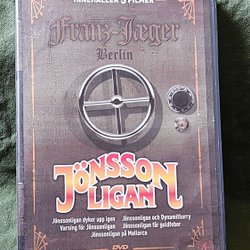 INNEHÅLLER 5 FILMER
Franz Jæger
Berlin
JÖNSSON
LIGAN
Jönssonligan dyker upp igen Jönssonligan och Dynamitharry
Varning för Jönssonligan Jönssonligan får guldfeber
Jönssonligan på Mallorca
DVD